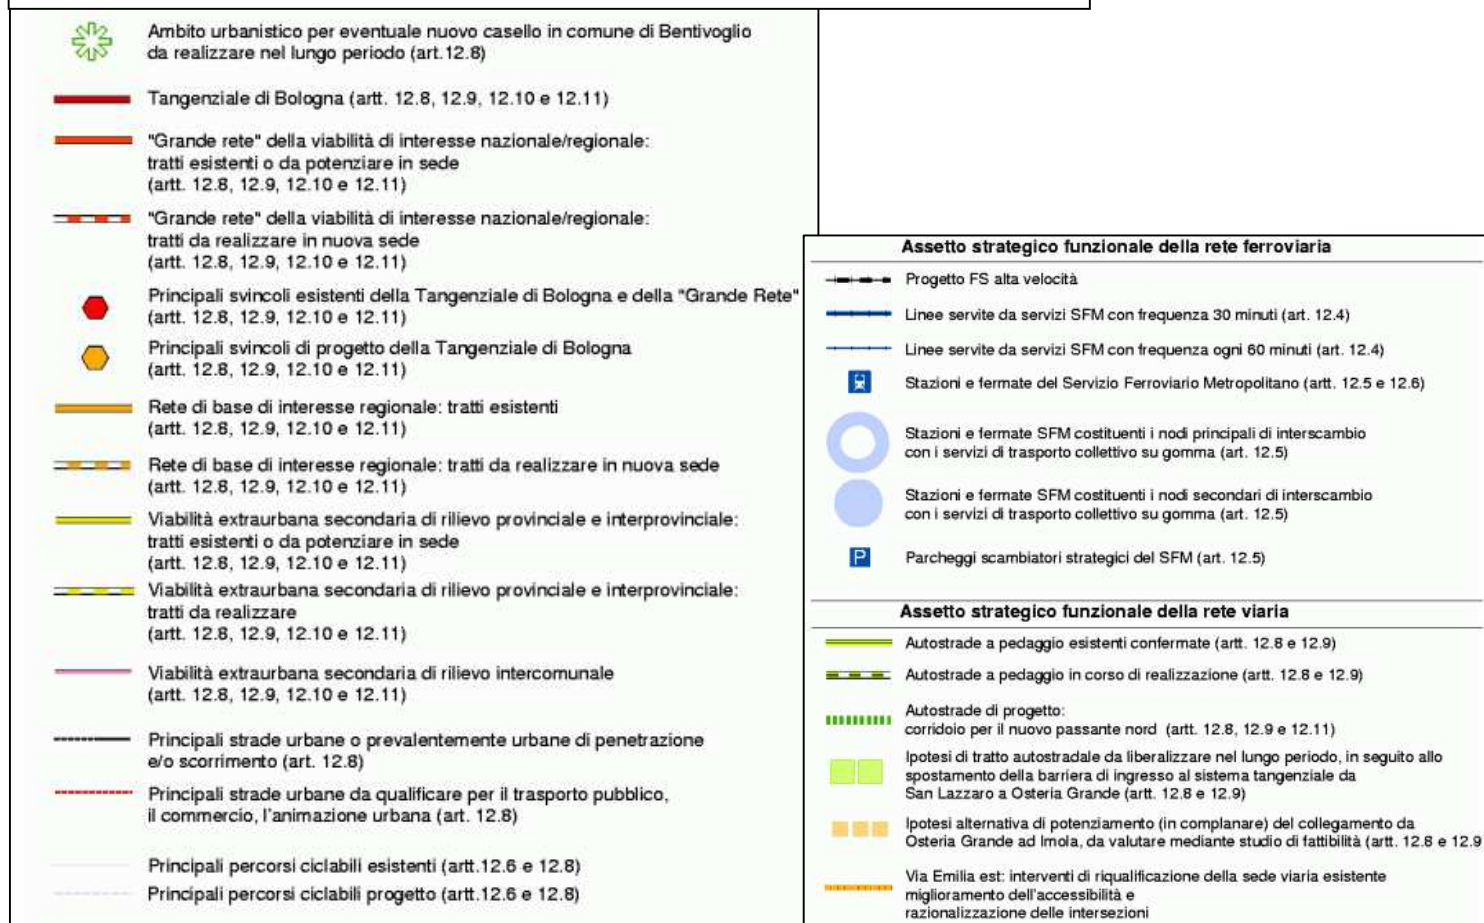 Ambito urbanistico per eventuale nuovo casello in comune di Bentivoglio
da realizzare nel lungo periodo (art.12.8)
Tangenziale di Bologna (artt. 12.8, 12.9, 12.10 e 12.11)
"Grande rete" della viabilità di interesse nazionale/regionale:
tratti esistenti o da potenziare in sede
(artt. 12.8, 12.9, 12.10 e 12.11)
"Grande rete" della viabilità di interesse nazionale/regionale:
tratti da realizzare in nuova sede
(artt. 12.8, 12.9, 12.10 e 12.11)
Principali svincoli esistenti della Tangenziale di Bologna e della "Grande Rete"
(artt. 12.8, 12.9, 12.10 e 12.11)
Principali svincoli di progetto della Tangenziale di Bologna
(artt. 12.8, 12.9, 12.10 e 12.11)
Rete di base di interesse regionale: tratti esistenti
(artt. 12.8, 12.9, 12.10 e 12.11)
Rete di base di interesse regionale: tratti da realizzare in nuova sede
(artt. 12.8, 12.9, 12.10 e 12.11)
Viabilità extraurbana secondaria di rilievo provinciale e interprovinciale:
tratti esistenti o da potenziare in sede
(artt. 12.8, 12.9, 12.10 e 12.11)
Viabilità extraurbana secondaria di rilievo provinciale e interprovinciale:
tratti da realizzare
(artt. 12.8, 12.9, 12.10 e 12.11)
Viabilità extraurbana secondaria di rilievo intercomunale
(artt. 12.8, 12.9, 12.10 e 12.11)
Principali strade urbane o prevalentemente urbane di penetrazione
e/o scorrimento (art. 12.8)
Principali strade urbane da qualificare per il trasporto pubblico,
il commercio, l'animazione urbana (art. 12.8)
Principali percorsi ciclabili esistenti (artt.12.6 e 12.8)
Principali percorsi ciclabili progetto (artt.12.6 e 12.8)
Assetto strategico funzionale della rete ferroviaria
Progetto FS alta velocità
Linee servite da servizi SFM con frequenza 30 minuti (art. 12.4)
Linee servite da servizi SFM con frequenza ogni 60 minuti (art. 12.4)
Stazioni e fermate del Servizio Ferroviario Metropolitano (artt. 12.5 e 12.6)
Stazioni e fermate SFM costituenti i nodi principali di interscambio
con i servizi di trasporto collettivo su gomma (art. 12.5)
Stazioni e fermate SFM costituenti i nodi secondari di interscambio
con i servizi di trasporto collettivo su gomma (art. 12.5)
P Parcheggi scambiatori strategici del SFM (art. 12.5)
Assetto strategico funzionale della rete viaria
Autostrade a pedaggio esistenti confermate (artt. 12.8 e 12.9)
Autostrade a pedaggio in corso di realizzazione (artt. 12.8 e 12.9)
Autostrade di progetto:
corridoio per il nuovo passante nord (artt. 12.8, 12.9 e 12.11)
Ipotesi di tratto autostradale da liberalizzare nel lungo periodo, in seguito allo
spostamento della barriera di ingresso al sistema tangenziale da
San Lazzaro a Osteria Grande (artt. 12.8 e 12.9)
Ipotesi alternativa di potenziamento (in complanare) del collegamento da
Osteria Grande ad Imola, da valutare mediante studio di fattibilità (artt. 12.8 e 12.9
Via Emilia est: interventi di riqualificazione della sede viaria esistente
miglioramento dell'accessibilità e
razionalizzazione delle intersezioni